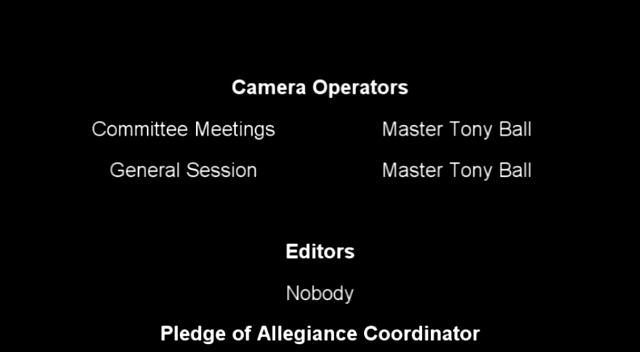 Camera Operators
Committee Meetings Master Tony Ball
General Session Master Tony Ball
Editors
Nobody
Pledge of Allegiance Coordinator